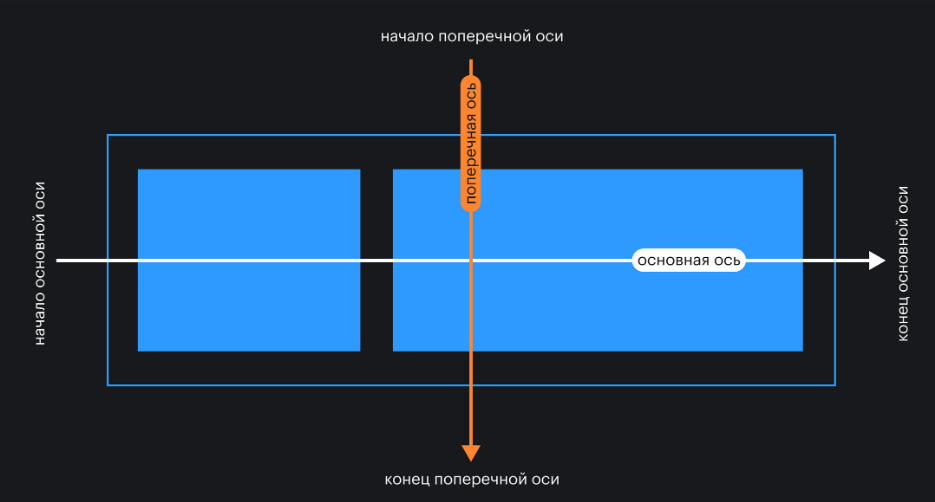 начало поперечной оси
поперечная ось
начало основной оси
основная ось
конец основной оси
конец поперечной оси